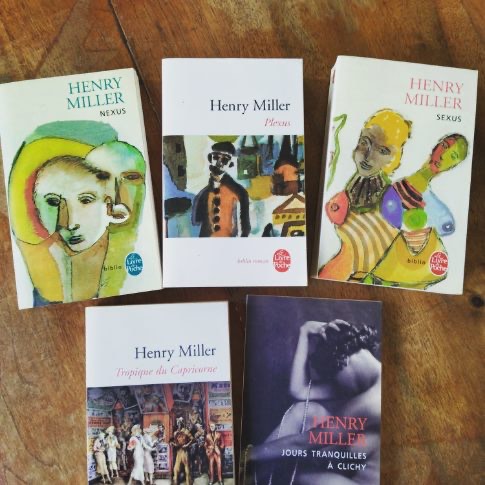 HENRY
MILLER
NEXUS
biblio
Le
Livre
de
Poche
Henry Miller
Plexus
biblio roman
Le
Livre
de
Poche
HENRY
MILLER
SEXUS
biblio
Le
Livre
de
Poche
Henry Miller
Tropique du Capricorne
HENRY
MILLER
JOURS TRANQUILLES
À CLICHY